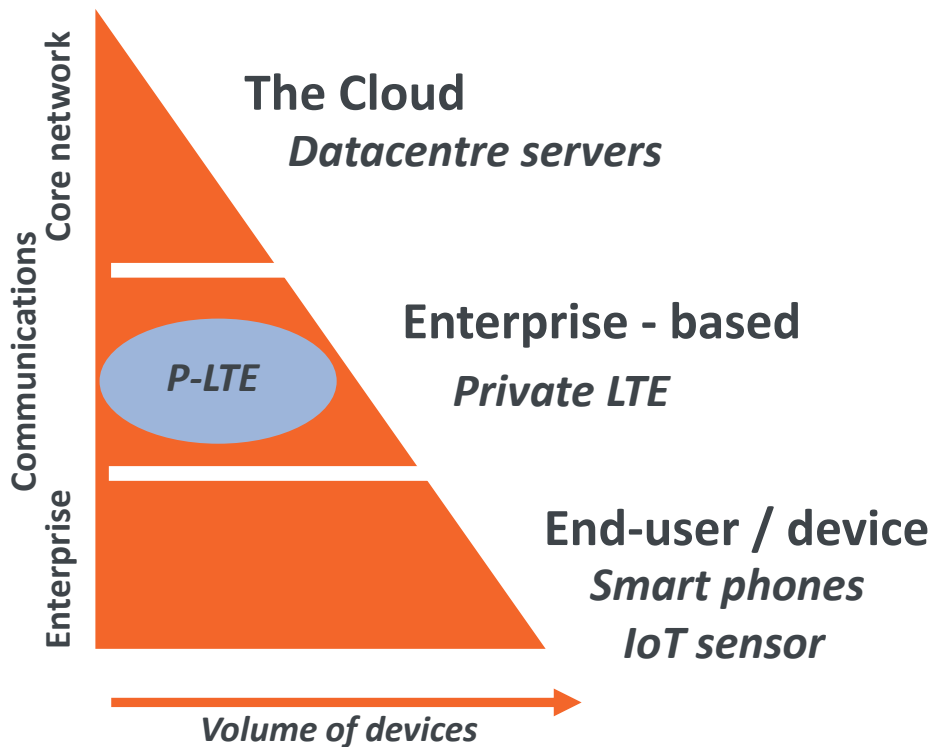 Core network
The Cloud
Datacentre servers
Communications
Enterprise - based
P-LTE
Private LTE
Enterprise
End-user / device
Smart phones
IoT sensor
Volume of devices